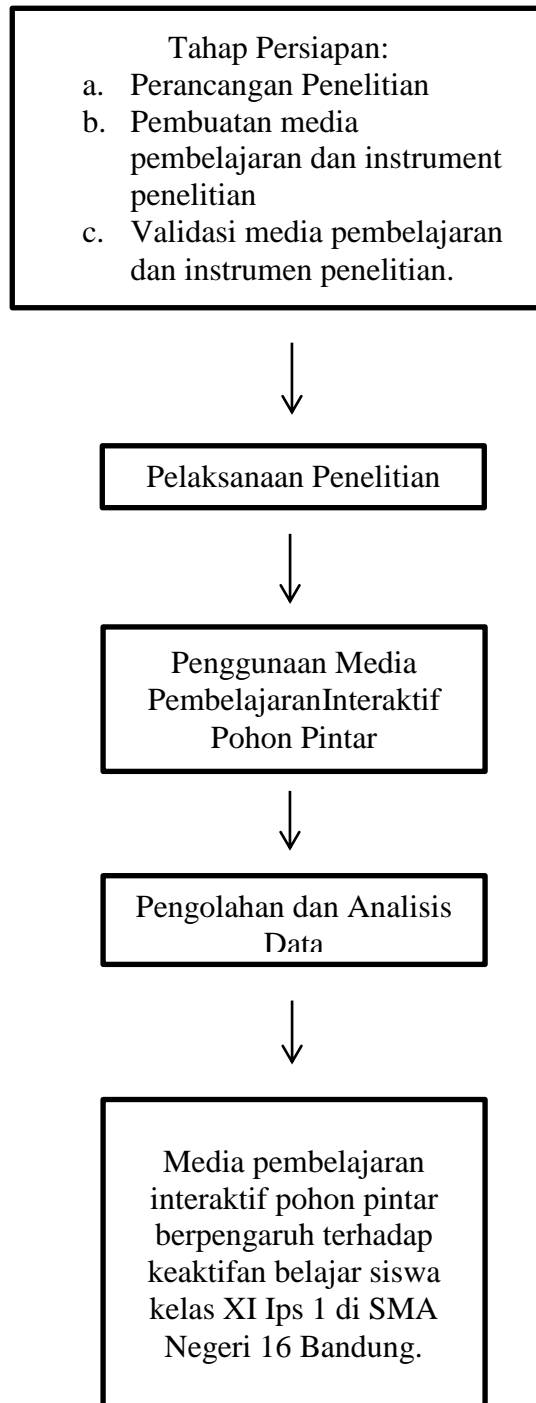 Tahap Persiapan:
a. Perancangan Penelitian
b. Pembuatan media
pembelajaran dan instrument
penelitian
c. Validasi media pembelajaran
dan instrumen penelitian.
Pelaksanaan Penelitian
Penggunaan Media
PembelajaranInteraktif
Pohon Pintar
Pengolahan dan Analisis
Data
Media pembelajaran
interaktif pohon pintar
berpengaruh terhadap
keaktifan belajar siswa
kelas XI Ips 1 di SMA
Negeri 16 Bandung.